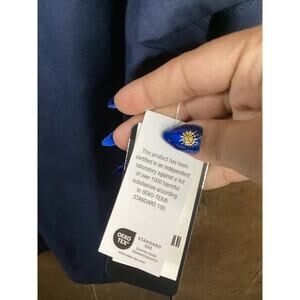 This product has been
certified in an independent
laboratory against a list
of over 1000 harmful
substances according
to OEKO-TEX®
STANDARD 100.
OEKO
TEX®
STANDARD
100